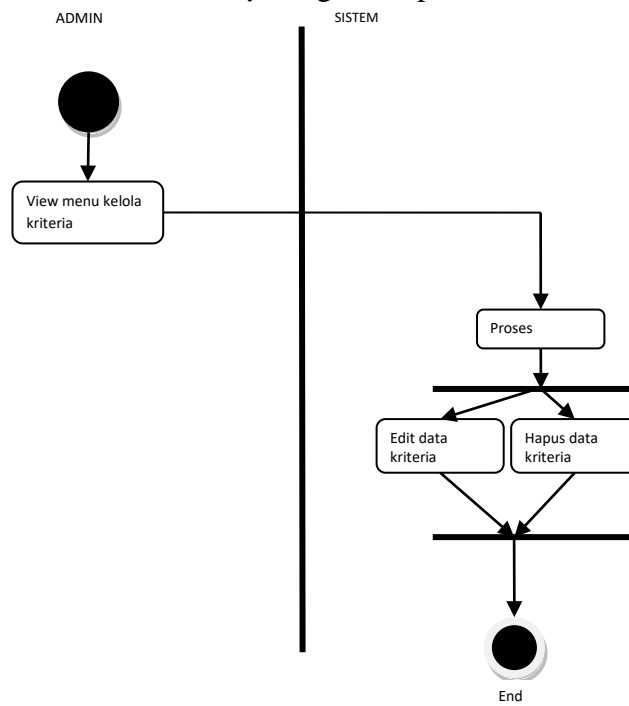 ADMIN
SISTEM
View menu kelola
kriteria
Proses
Edit data
kriteria
Hapus data
kriteria
End